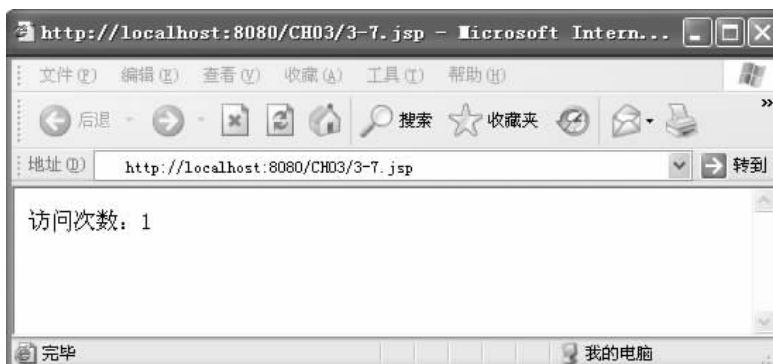 http://localhost:8080/CH03/3-7.jsp - Microsoft Intern...
文件(F) 编辑(E) 查看(V) 收藏(A) 工具(T) 帮助(H)
后退 搜索 收藏夹 »
地址(D) http://localhost:8080/CH03/3-7.jsp 转到
访问次数：1
完毕 我的电脑